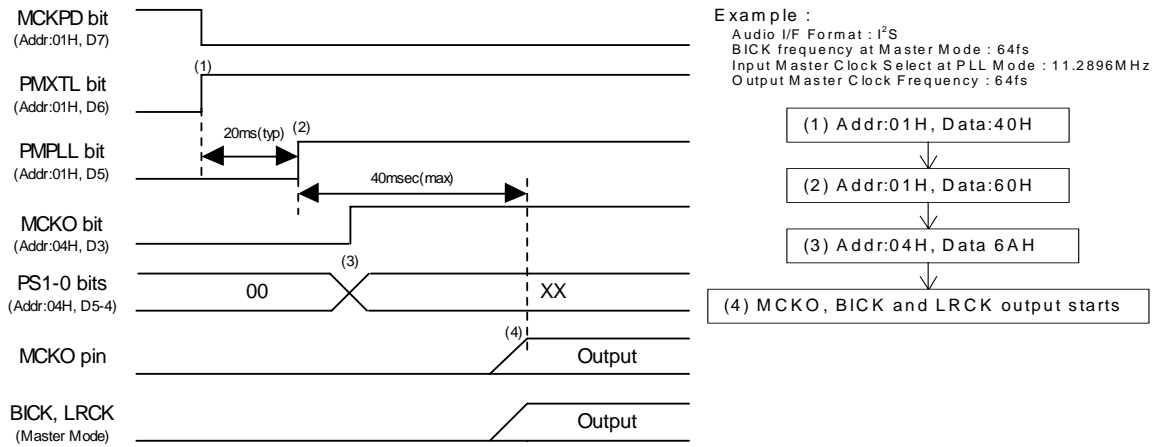 MCKPD bit
(Addr:01H, D7)
(1)
PMXTL bit
(Addr:01H, D6)
20ms(typ)
(2)
PMPLL bit
(Addr:01H, D5)
40msec(max)
MCKO bit
(Addr:04H, D3)
(3)
PS1-0 bits
(Addr:04H, D5-4)
00
XX
(4)
MCKO pin
Output
BICK, LRCK
(Master Mode)
Output
Example :
Audio I/F Format : I²S
BICK frequency at Master Mode : 64fs
Input Master Clock Select at PLL Mode : 11.2896MHz
Output Master Clock Frequency : 64fs
(1) Addr:01H, Data:40H
(2) Addr:01H, Data:60H
(3) Addr:04H, Data 6AH
(4) MCKO, BICK and LRCK output starts